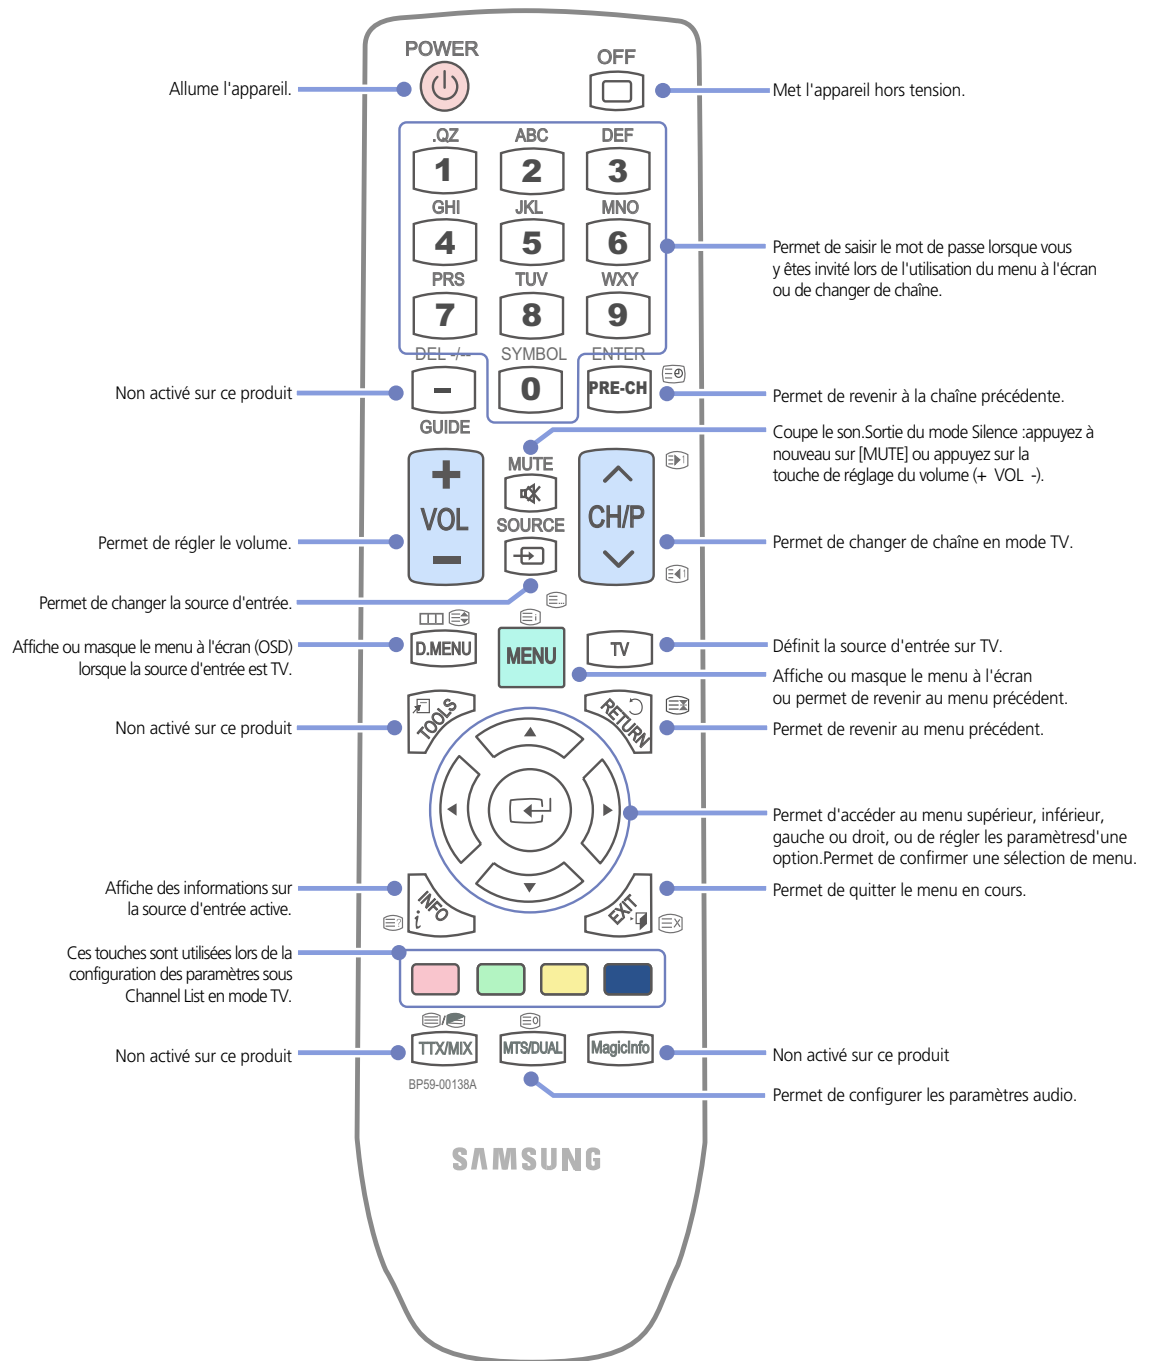 POWER
OFF
Allume l'appareil.
Met l'appareil hors tension.
.QZ ABC DEF
1 2 3
GHI JKL MNO
4 5 6
Permet de saisir le mot de passe lorsque vous
y êtes invité lors de l'utilisation du menu à l'écran
ou de changer de chaîne.
PRS TUV WXY
7 8 9
DEL -/-- SYMBOL ENTER
- 0 PRE-CH
Non activé sur ce produit
Permet de revenir à la chaîne précédente.
GUIDE
Coupe le son.Sortie du mode Silence :appuyez à
nouveau sur [MUTE] ou appuyez sur la
touche de réglage du volume (+ VOL -).
MUTE
+
VOL
-
CH/P
SOURCE
Permet de régler le volume.
Permet de changer de chaîne en mode TV.
Permet de changer la source d'entrée.
D.MENU
MENU
TV
Affiche ou masque le menu à l'écran (OSD)
lorsque la source d'entrée est TV.
Définit la source d'entrée sur TV.
Affiche ou masque le menu à l'écran
ou permet de revenir au menu précédent.
TOOLS
RETURN
Non activé sur ce produit
Permet de revenir au menu précédent.
Permet d'accéder au menu supérieur, inférieur,
gauche ou droit, ou de régler les paramètresd'une
option.Permet de confirmer une sélection de menu.
Affiche des informations sur
la source d'entrée active.
INFO
i
EXIT
Permet de quitter le menu en cours.
Ces touches sont utilisées lors de la
configuration des paramètres sous
Channel List en mode TV.
TTX/MIX MTS/DUAL MagicInfo
Non activé sur ce produit
Non activé sur ce produit
BP59-00138A
Permet de configurer les paramètres audio.
SAMSUNG